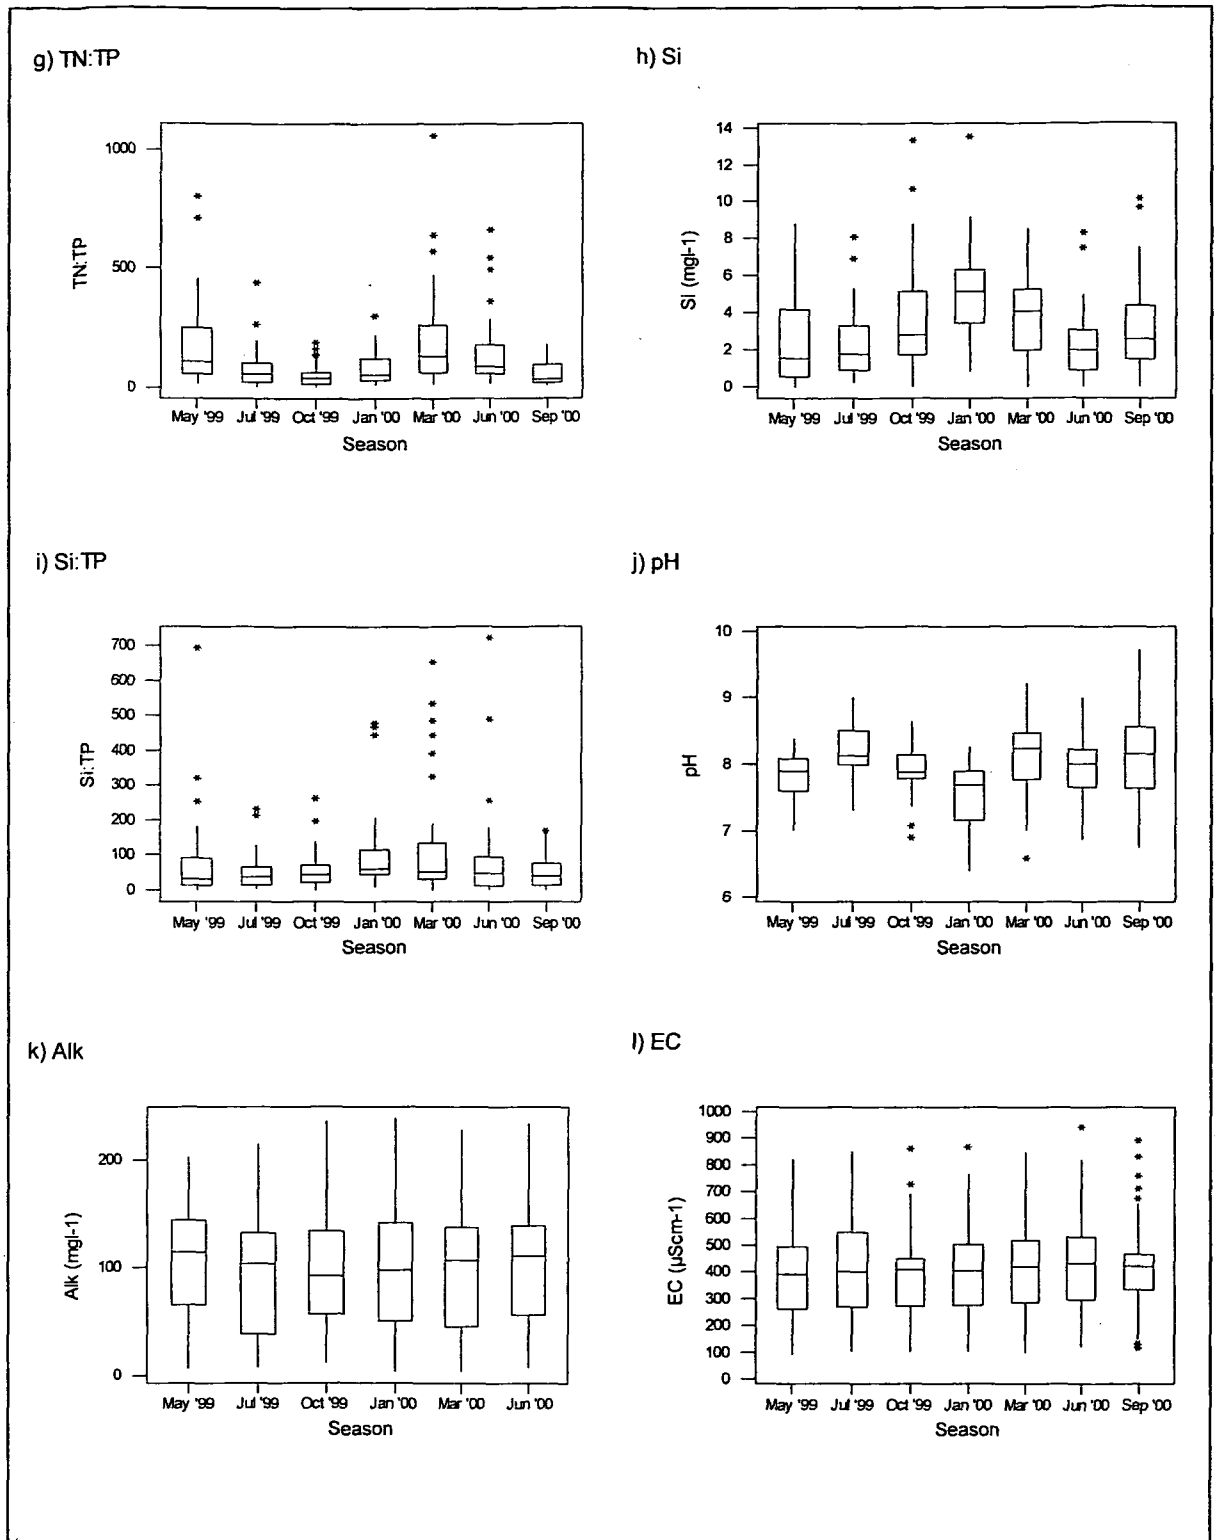 g) TN:TP
1000
500
0
TN:TP
May '99 Jul '99 Oct '99 Jan '00 Mar '00 Jun '00 Sep '00
Season
h) Si
14
12
10
8
6
4
2
0
Si (mgl-1)
May '99 Jul '99 Oct '99 Jan '00 Mar '00 Jun '00 Sep '00
Season
i) Si:TP
700
600
500
400
300
200
100
0
Si:TP
May '99 Jul '99 Oct '99 Jan '00 Mar '00 Jun '00 Sep '00
Season
j) pH
10
9
8
7
6
pH
May '99 Jul '99 Oct '99 Jan '00 Mar '00 Jun '00 Sep '00
Season
k) Alk
200
100
0
Alk (mgl-1)
May '99 Jul '99 Oct '99 Jan '00 Mar '00 Jun '00
Season
l) EC
1000
900
800
700
600
500
400
300
200
100
0
EC (µScm-1)
May '99 Jul '99 Oct '99 Jan '00 Mar '00 Jun '00 Sep '00
Season